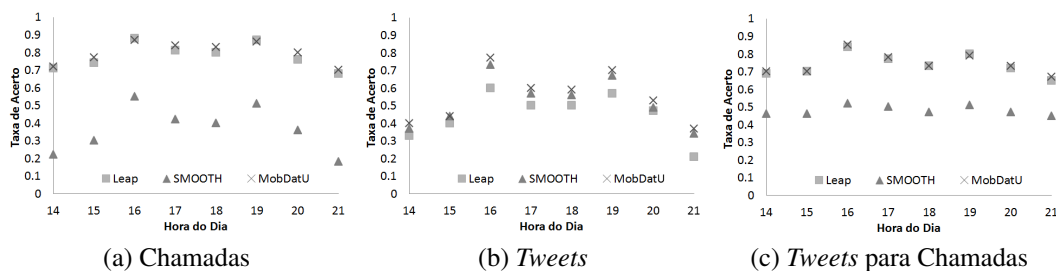 Taxa de Acerto
1
0.9
0.8
0.7
0.6
0.5
0.4
0.3
0.2
0.1
0
Leap SMOOTH MobDatU
14 15 16 17 18 19 20 21
Hora do Dia
(a) Chamadas
Taxa de Acerto
1
0.9
0.8
0.7
0.6
0.5
0.4
0.3
0.2
0.1
0
Leap SMOOTH MobDatU
14 15 16 17 18 19 20 21
Hora do Dia
(b) Tweets
Taxa de Acerto
1
0.9
0.8
0.7
0.6
0.5
0.4
0.3
0.2
0.1
0
Leap SMOOTH MobDatU
14 15 16 17 18 19 20 21
Hora do Dia
(c) Tweets para Chamadas